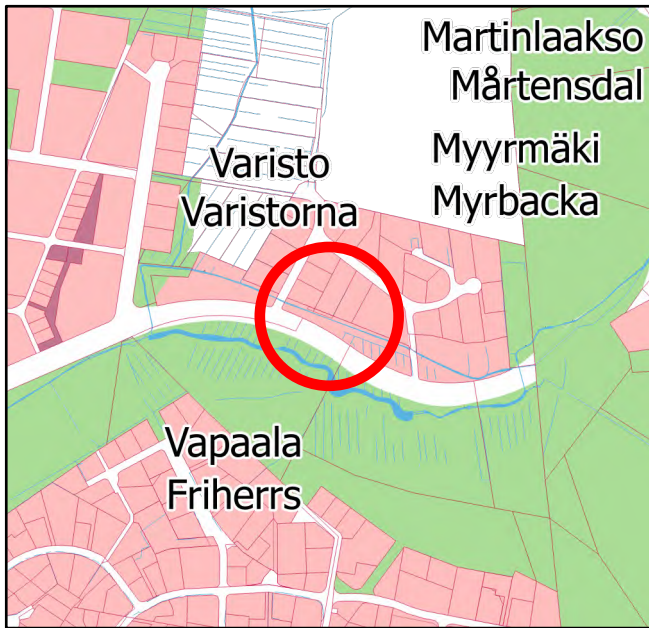 Martinlaakso
Mårtensdal
Varisto
Varistorna
Myyrmäki
Myrbacka
Vapaala
Friherrs